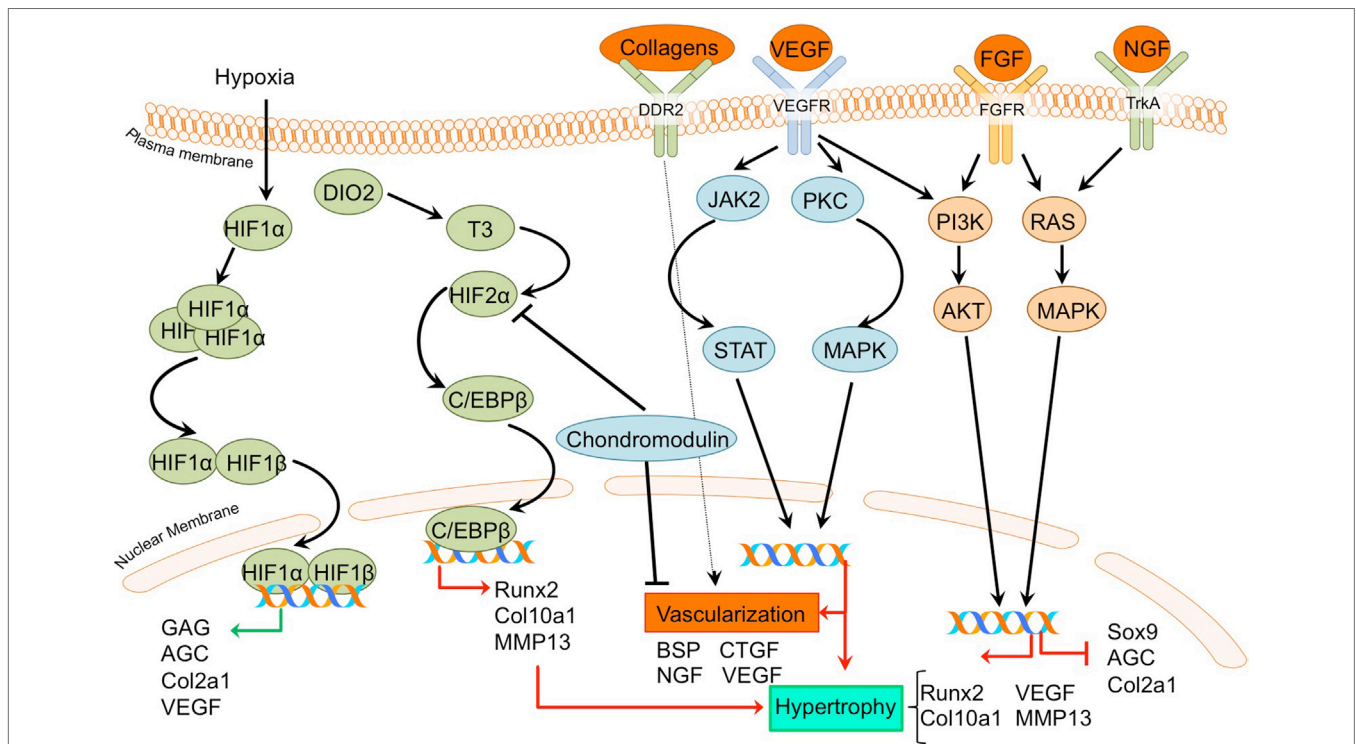 Collagens
VEGF
FGF
NGF
Hypoxia
DDR2
VEGFR
FGFR
TrkA
Plasma membrane
DIO2
JAK2
PKC
HIF1α
T3
PI3K
RAS
HIF2α
HIF1α
HIF
HIF1α
AKT
MAPK
STAT
MAPK
C/EBPβ
Chondromodulin
HIF1α
HIF1β
Nuclear Membrane
C/EBPβ
HIF1α
HIF1β
Runx2
Col10a1
MMP13
Vascularization
BSP CTGF
NGF VEGF
GAG
AGC
Col2a1
VEGF
Sox9
AGC
Col2a1
Hypertrophy
Runx2 VEGF
Col10a1 MMP13